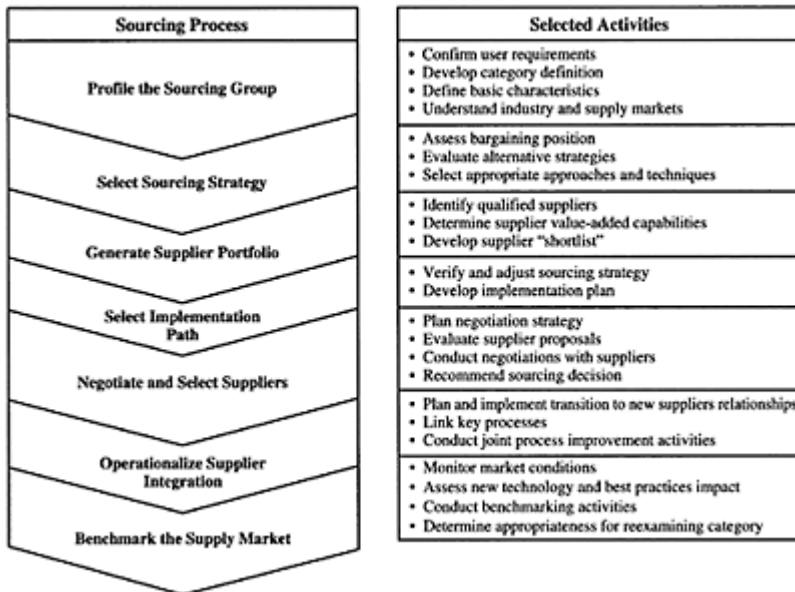 Sourcing Process
Profile the Sourcing Group
Select Sourcing Strategy
Generate Supplier Portfolio
Select Implementation
Path
Negotiate and Select Suppliers
Operationalize Supplier
Integration
Benchmark the Supply Market
Selected Activities
• Confirm user requirements
• Develop category definition
• Define basic characteristics
• Understand industry and supply markets
• Assess bargaining position
• Evaluate alternative strategies
• Select appropriate approaches and techniques
• Identify qualified suppliers
• Determine supplier value-added capabilities
• Develop supplier “shortlist”
• Verify and adjust sourcing strategy
• Develop implementation plan
• Plan negotiation strategy
• Evaluate supplier proposals
• Conduct negotiations with suppliers
• Recommend sourcing decision
• Plan and implement transition to new suppliers relationships
• Link key processes
• Conduct joint process improvement activities
• Monitor market conditions
• Assess new technology and best practices impact
• Conduct benchmarking activities
• Determine appropriateness for reexamining category